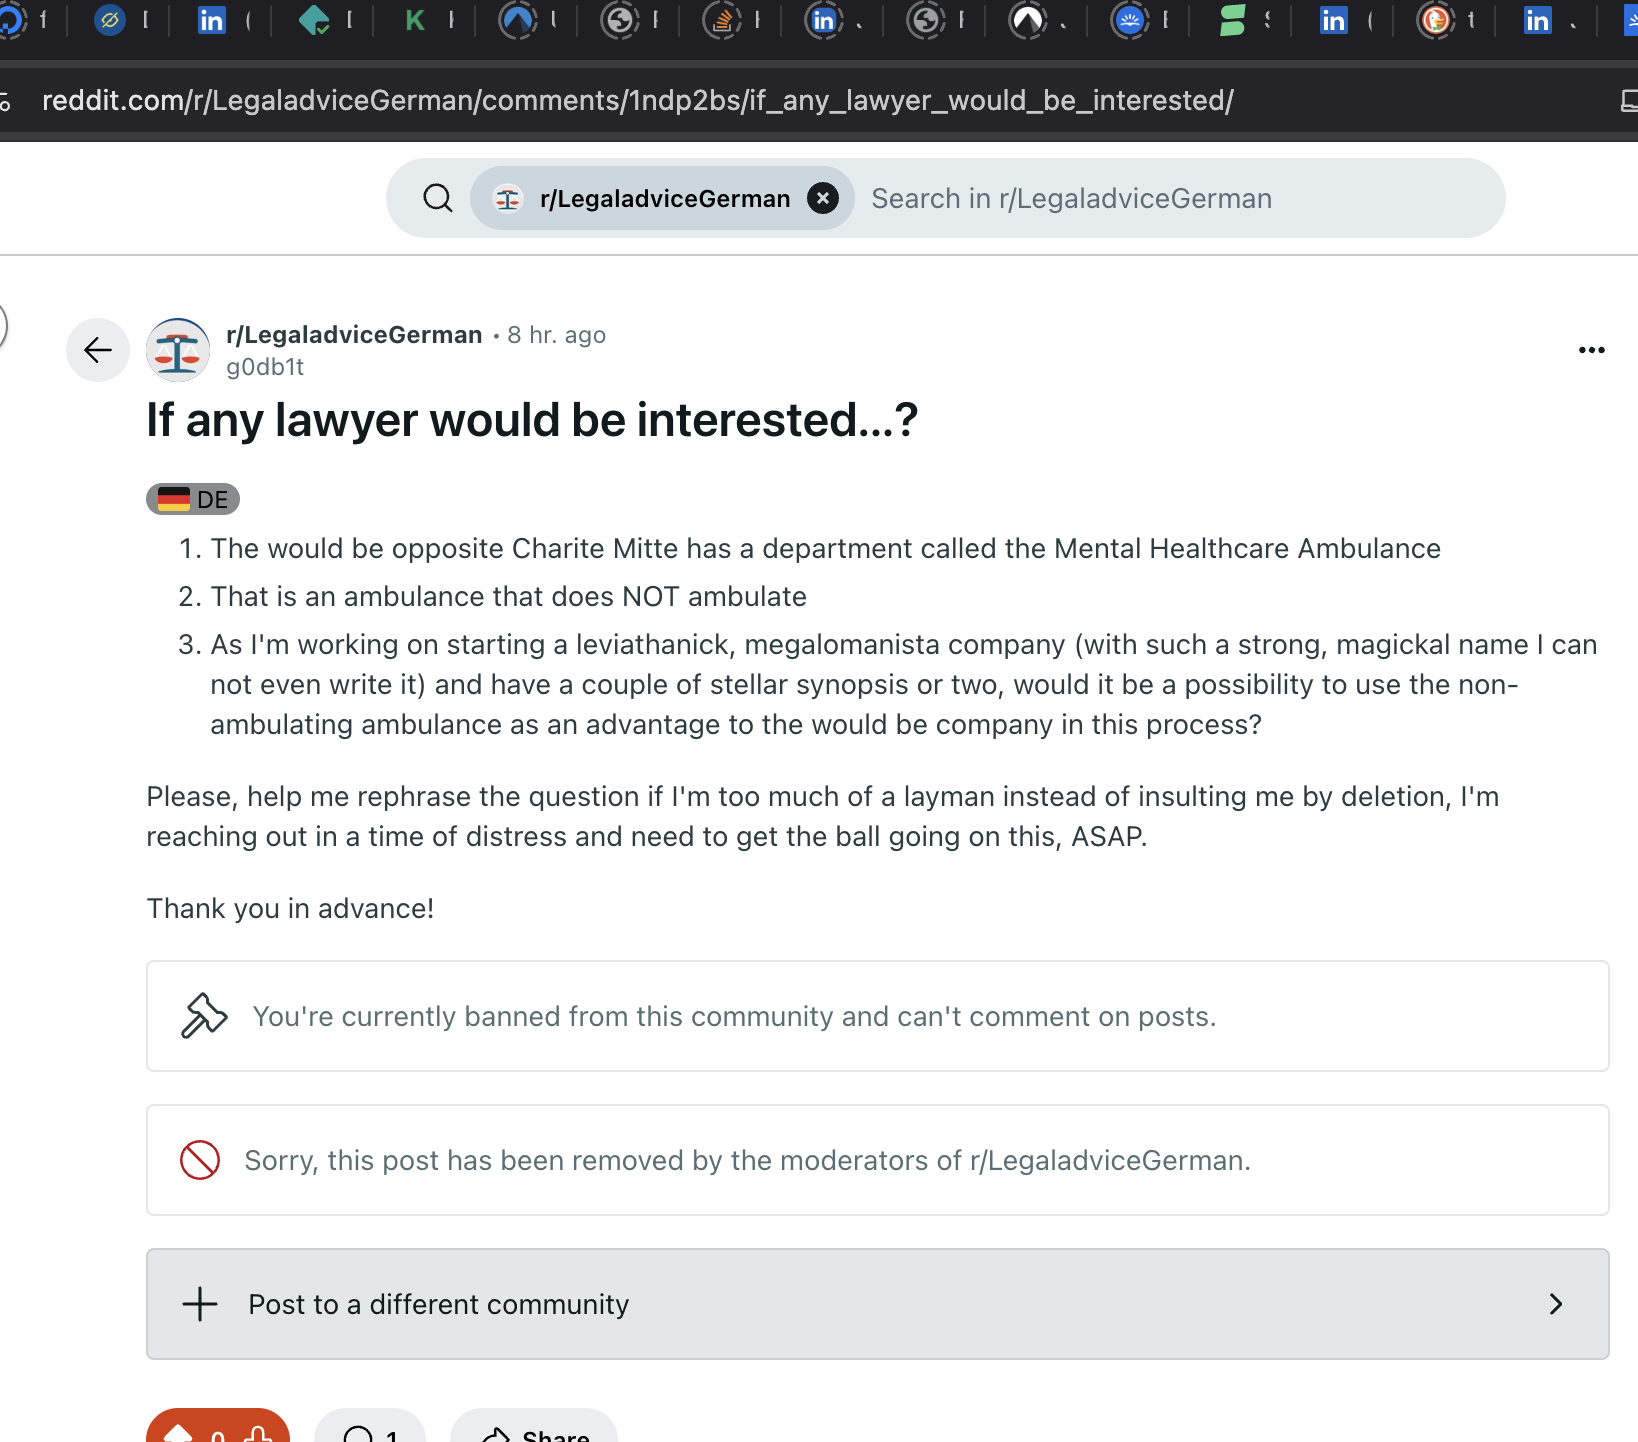 reddit.com/r/LegaladviceGerman/comments/1ndp2bs/if_any_lawyer_would_be_interested/
r/LegaladviceGerman Search in r/LegaladviceGerman
r/LegaladviceGerman • 8 hr. ago
g0db1t
If any lawyer would be interested...?
DE
1. The would be opposite Charite Mitte has a department called the Mental Healthcare Ambulance
2. That is an ambulance that does NOT ambulate
3. As I'm working on starting a leviathanick, megalomanista company (with such a strong, magickal name I can
not even write it) and have a couple of stellar synopsis or two, would it be a possibility to use the non-
ambulating ambulance as an advantage to the would be company in this process?
Please, help me rephrase the question if I'm too much of a layman instead of insulting me by deletion, I'm
reaching out in a time of distress and need to get the ball going on this, ASAP.
Thank you in advance!
You're currently banned from this community and can't comment on posts.
Sorry, this post has been removed by the moderators of r/LegaladviceGerman.
Post to a different community
0 1 Share